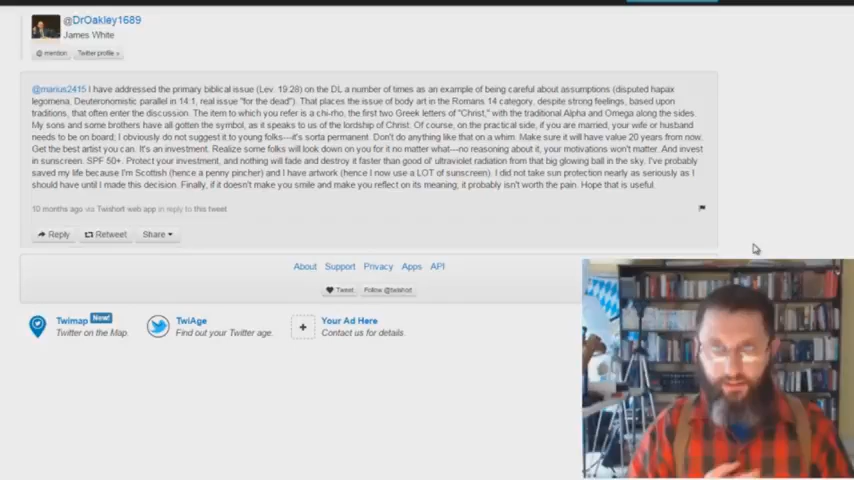 @DrOakley1689
James White
@ mention
Twitter profile »
@marius2415 I have addressed the primary biblical issue (Lev. 19:28) on the DL a number of times as an example of being careful about assumptions (disputed hapax
legomena, Deuteronomistic parallel in 14:1, real issue "for the dead"). That places the issue of body art in the Romans 14 category, despite strong feelings, based upon
traditions, that often enter the discussion. The item to which you refer is a chi-rho, the first two Greek letters of "Christ," with the traditional Alpha and Omega along the sides.
My sons and some brothers have all gotten the symbol, as it speaks to us of the lordship of Christ. Of course, on the practical side, if you are married, your wife or husband
needs to be on board; I obviously do not suggest it to young folks---it's sorta permanent. Don't do anything like that on a whim. Make sure it will have value 20 years from now.
Get the best artist you can. It's an investment. Realize some folks will look down on you for it no matter what---no reasoning about it, your motivations won't matter. And invest
in sunscreen. SPF 50+. Protect your investment, and nothing will fade and destroy it faster than good ol' ultraviolet radiation from that big glowing ball in the sky. I've probably
saved my life because I'm Scottish (hence a penny pincher) and I have artwork (hence I now use a LOT of sunscreen). I did not take sun protection nearly as seriously as I
should have until I made this decision. Finally, if it doesn't make you smile and make you reflect on its meaning; it probably isn't worth the pain. Hope that is useful.
10 months ago via Twishort web app in reply to this tweet
Reply
Retweet
Share
About Support Privacy Apps API
Tweet
Follow @twishort
Twimap New!
Twitter on the Map.
TwiAge
Find out your Twitter age.
Your Ad Here
Contact us for details.